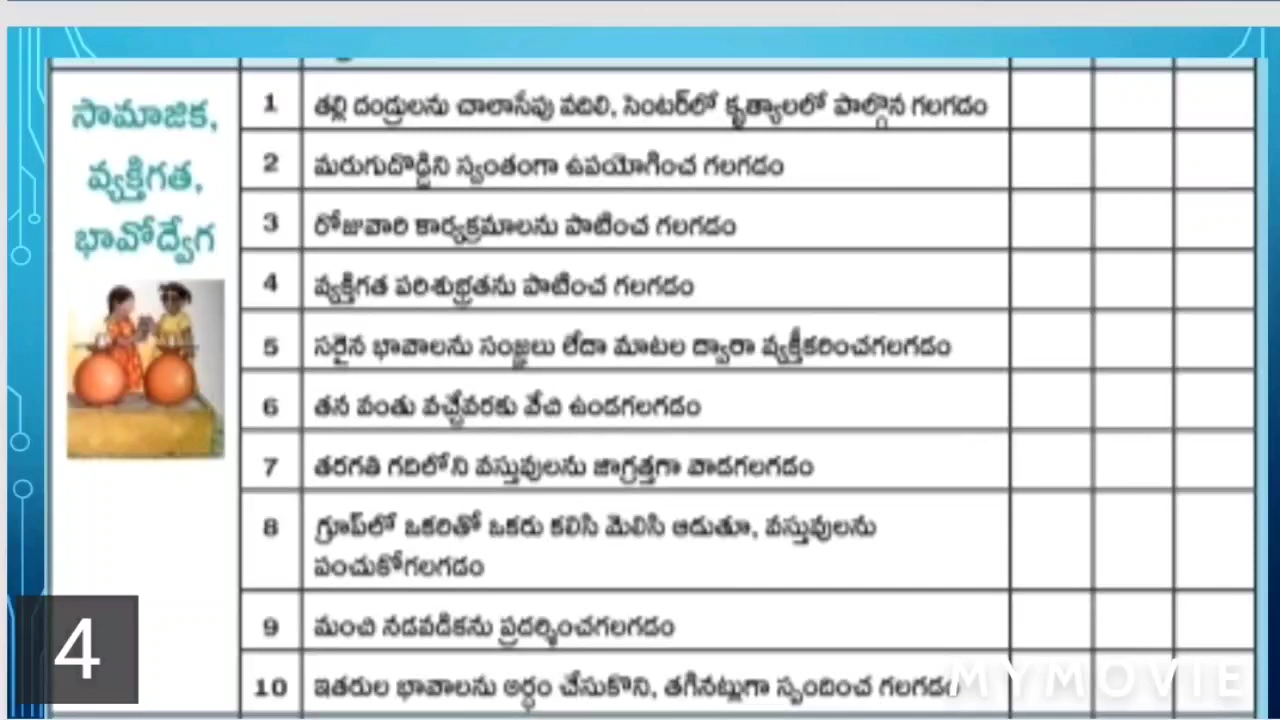 సామాజిక,
వ్యక్తిగత,
భావోద్వేగ
1 తల్లి దండ్రులను చాలాసేపు వదిలి, సెంటర్‌లో కృత్యాలలో పాల్గొన గలగడం
2 మరుగుదొడ్డిని స్వంతంగా ఉపయోగించ గలగడం
3 రోజువారి కార్యక్రమాలను పాటించ గలగడం
4 వ్యక్తిగత పరిశుభ్రతను పాటించ గలగడం
5 సరైన భావాలను సంజ్ఞలు లేదా మాటల ద్వారా వ్యక్తీకరించగలగడం
6 తన వంతు వచ్చేవరకు వేచి ఉండగలగడం
7 తరగతి గదిలోని వస్తువులను జాగ్రత్తగా వాడగలగడం
8 గ్రూప్‌లో ఒకరితో ఒకరు కలిసి మెలిసి ఆడుతూ, వస్తువులను
పంచుకోగలగడం
9 మంచి నడవడికను ప్రదర్శించగలగడం
10 ఇతరుల భావాలను అర్థం చేసుకొని, తగినట్లుగా స్పందించ గలగడం
4
MYMOVIE